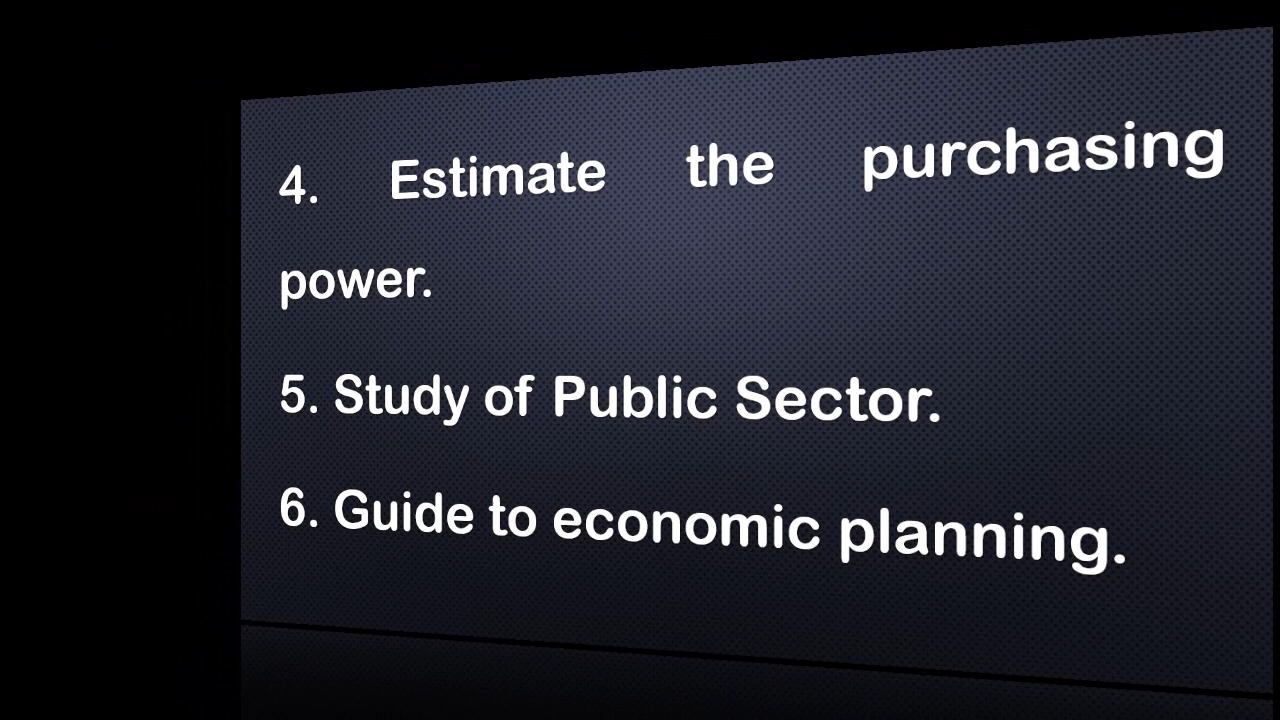 4. Estimate the purchasing
power.
5. Study of Public Sector.
6. Guide to economic planning.